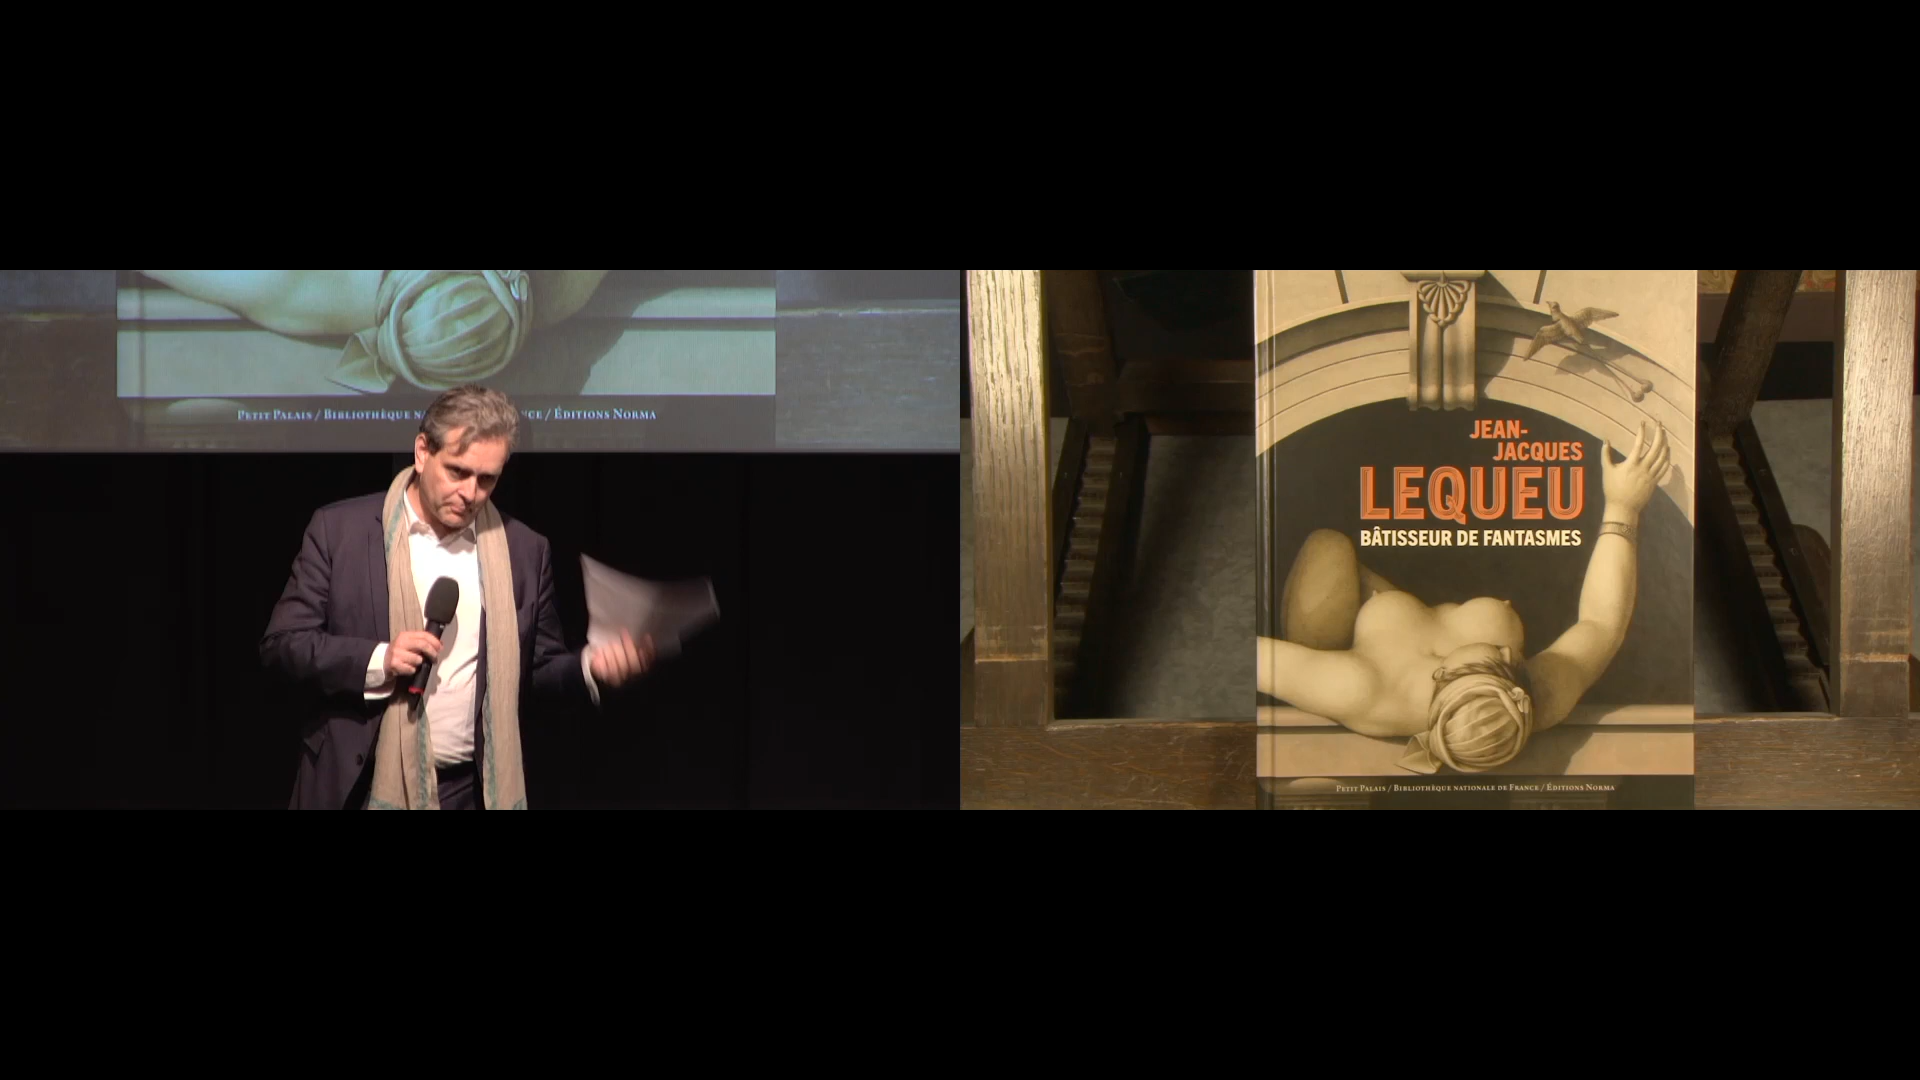 PETIT PALAIS / BIBLIOTHÈQUE NCE / ÉDITIONS NORMA
JEAN-
JACQUES
LEQUEU
BÂTISSEUR DE FANTASMES
PETIT PALAIS / BIBLIOTHÈQUE NATIONALE DE FRANCE / ÉDITIONS NORMA